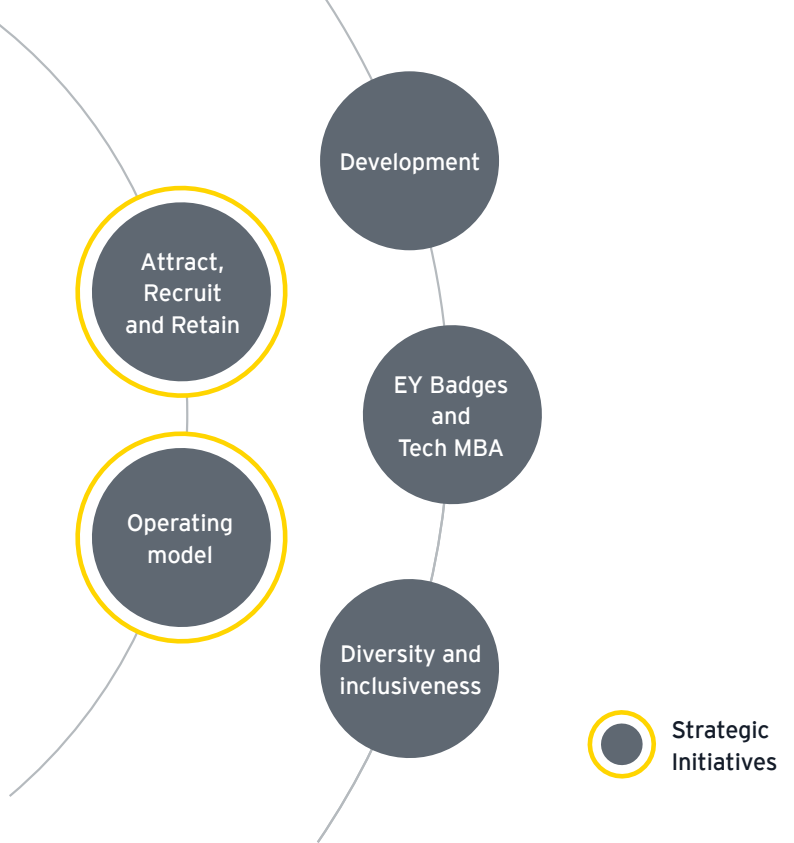 Development
Attract,
Recruit
and Retain
EY Badges
and
Tech MBA
Operating
model
Diversity and
inclusiveness
Strategic
Initiatives